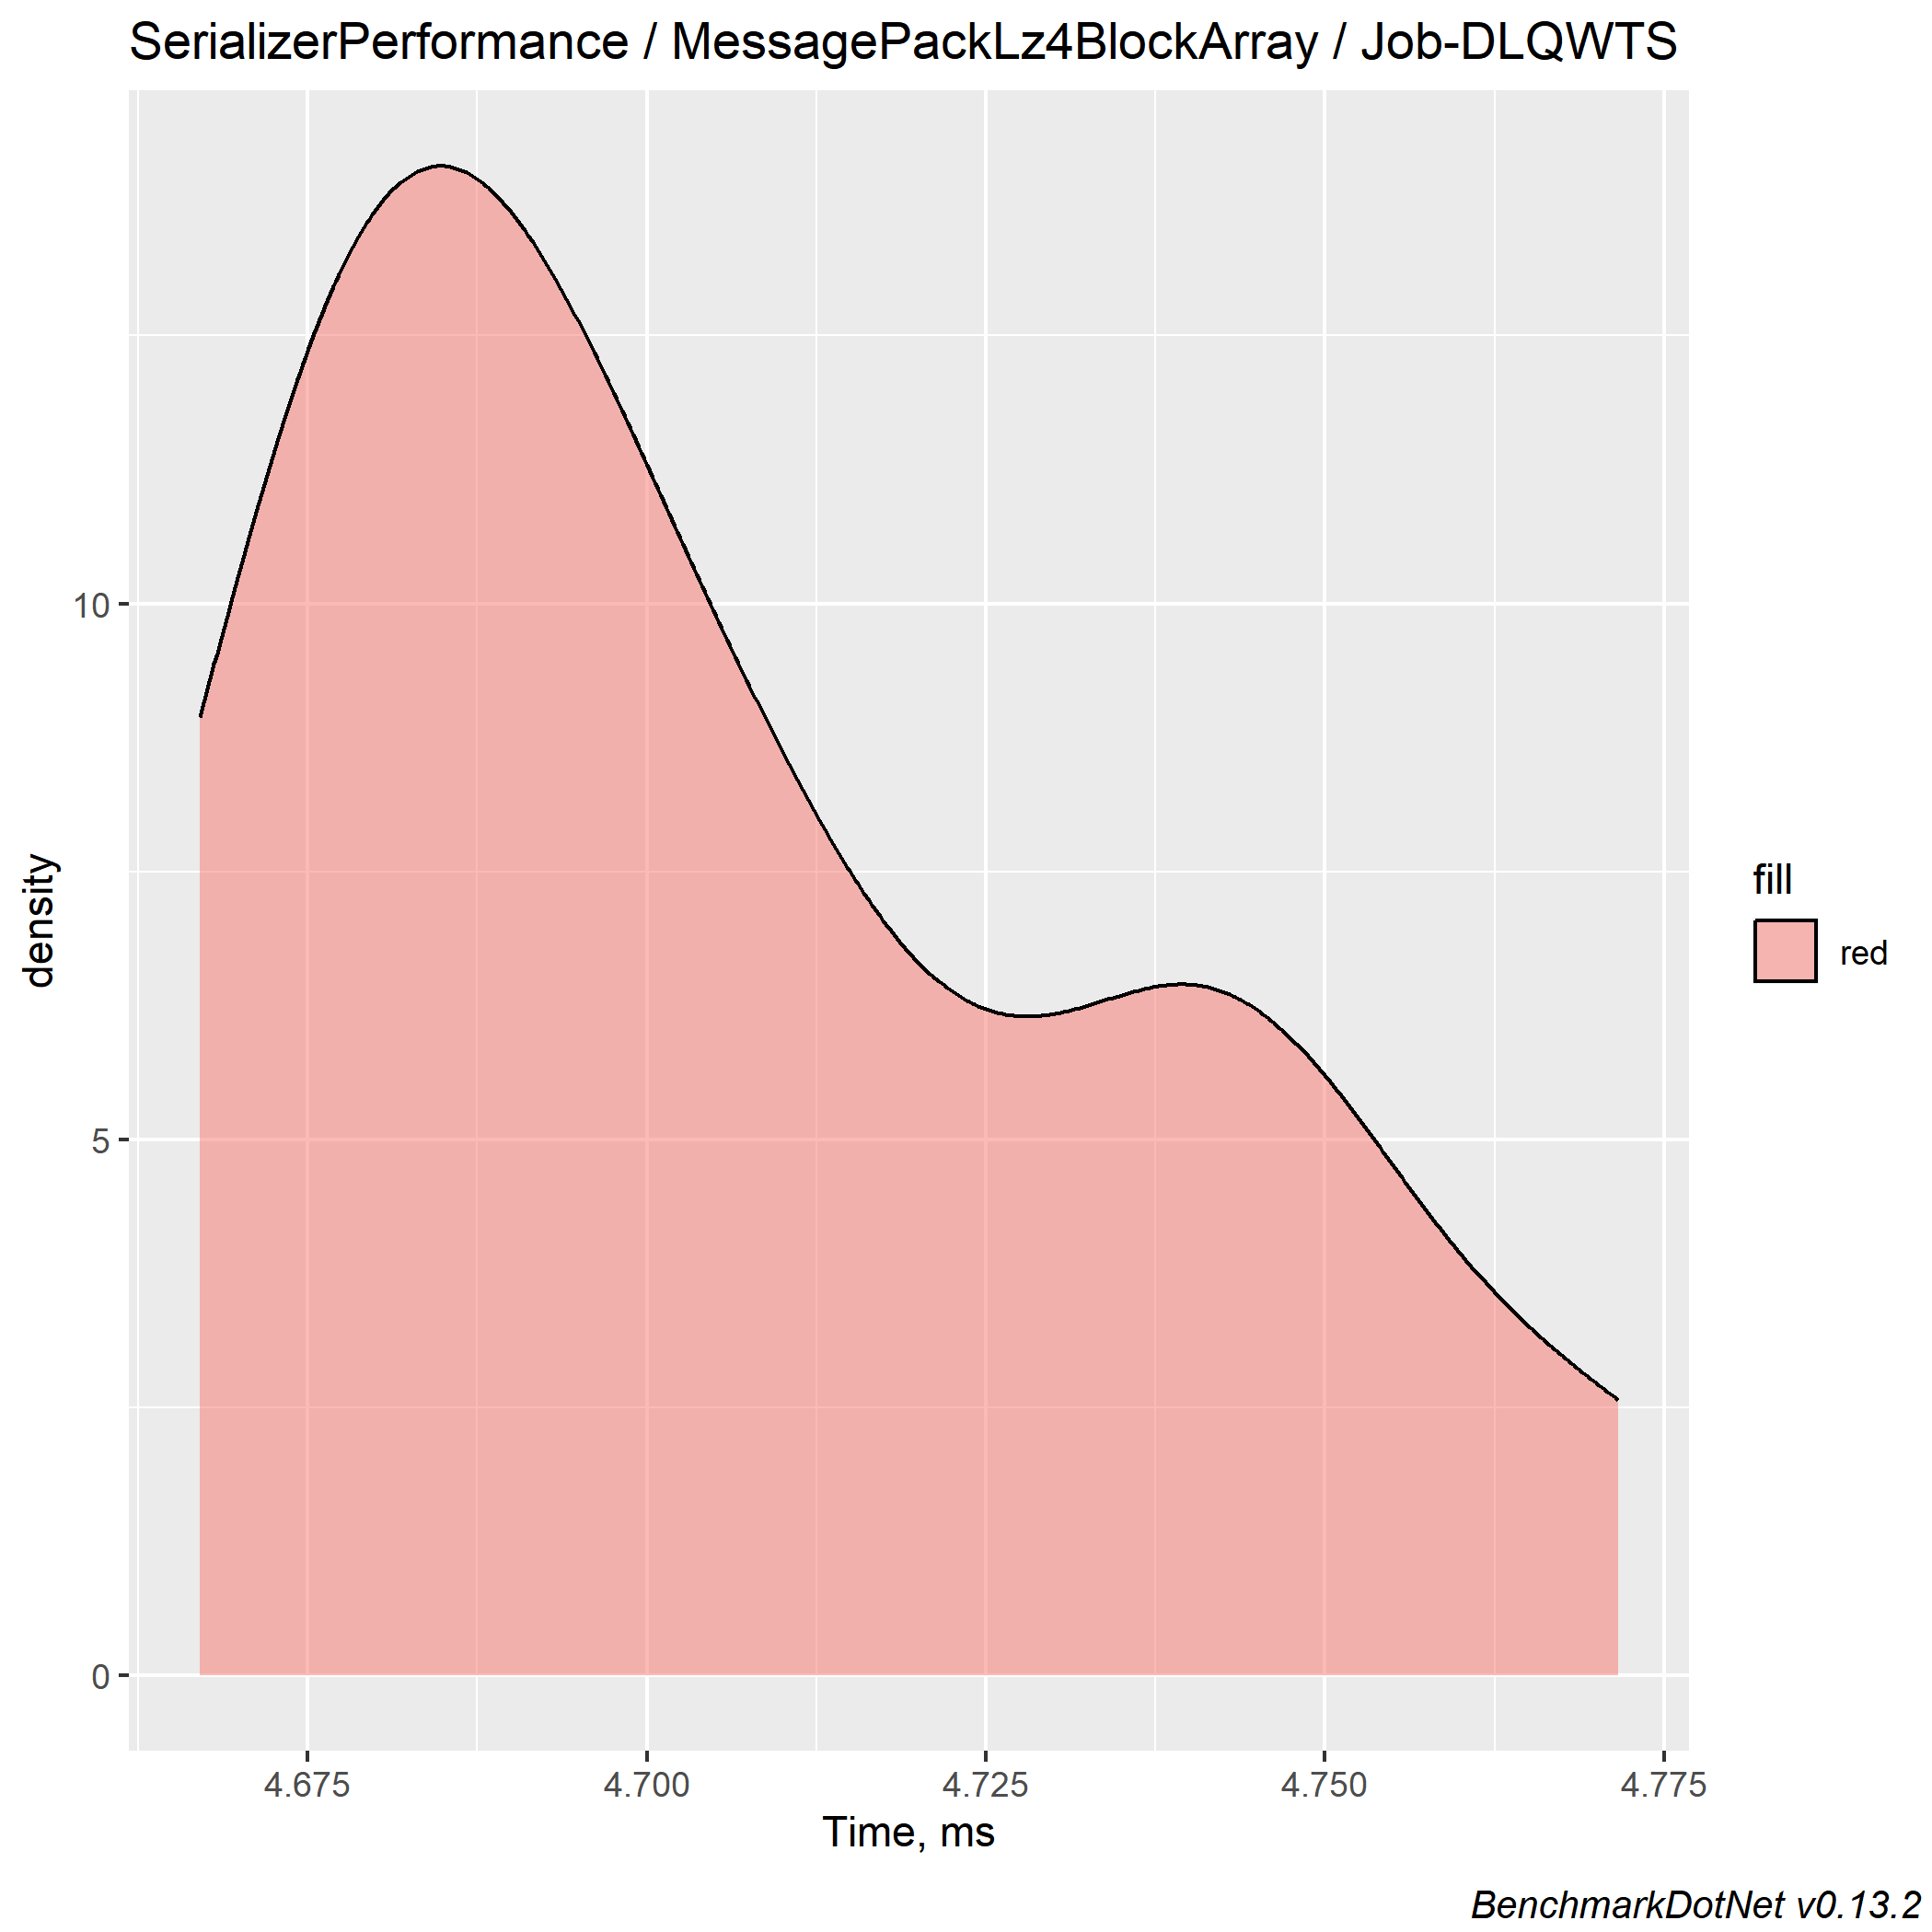 SerializerPerformance / MessagePackLz4BlockArray / Job-DLQWTS
density
10
5
0
4.675 4.700 4.725 4.750 4.775
Time, ms
fill
red
BenchmarkDotNet v0.13.2